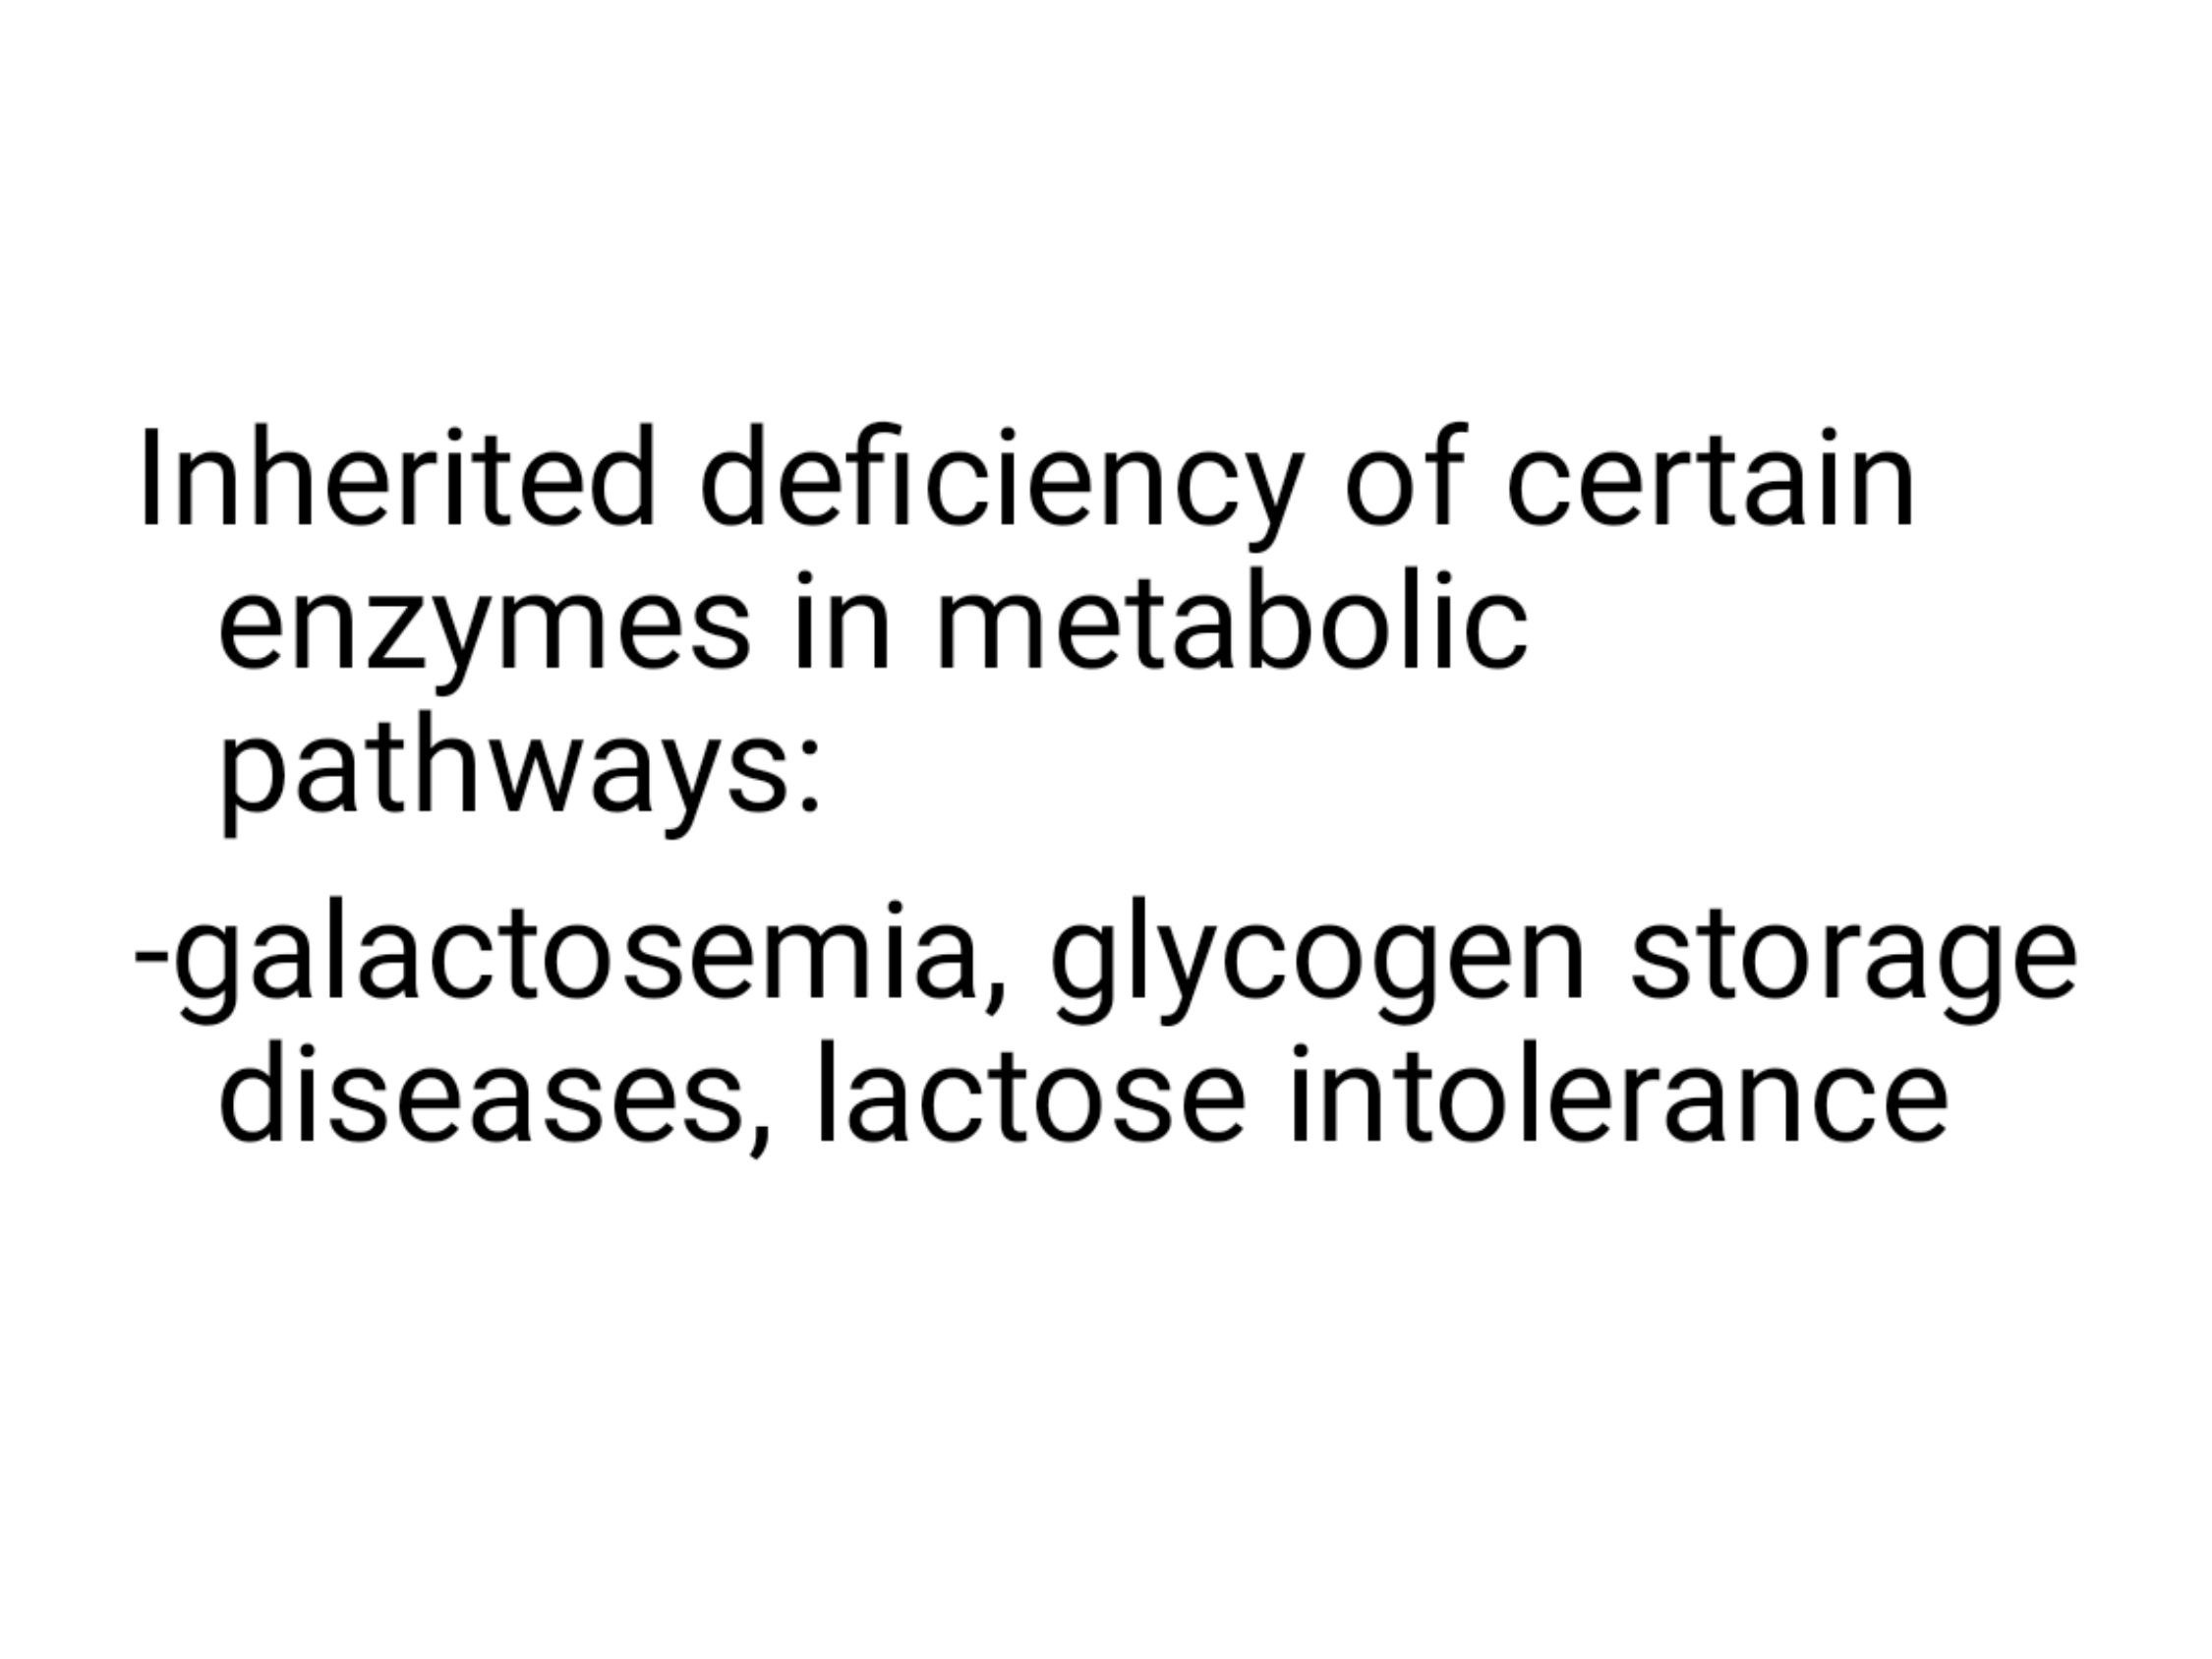 Inherited deficiency of certain
enzymes in metabolic
pathways:
-galactosemia, glycogen storage
diseases, lactose intolerance